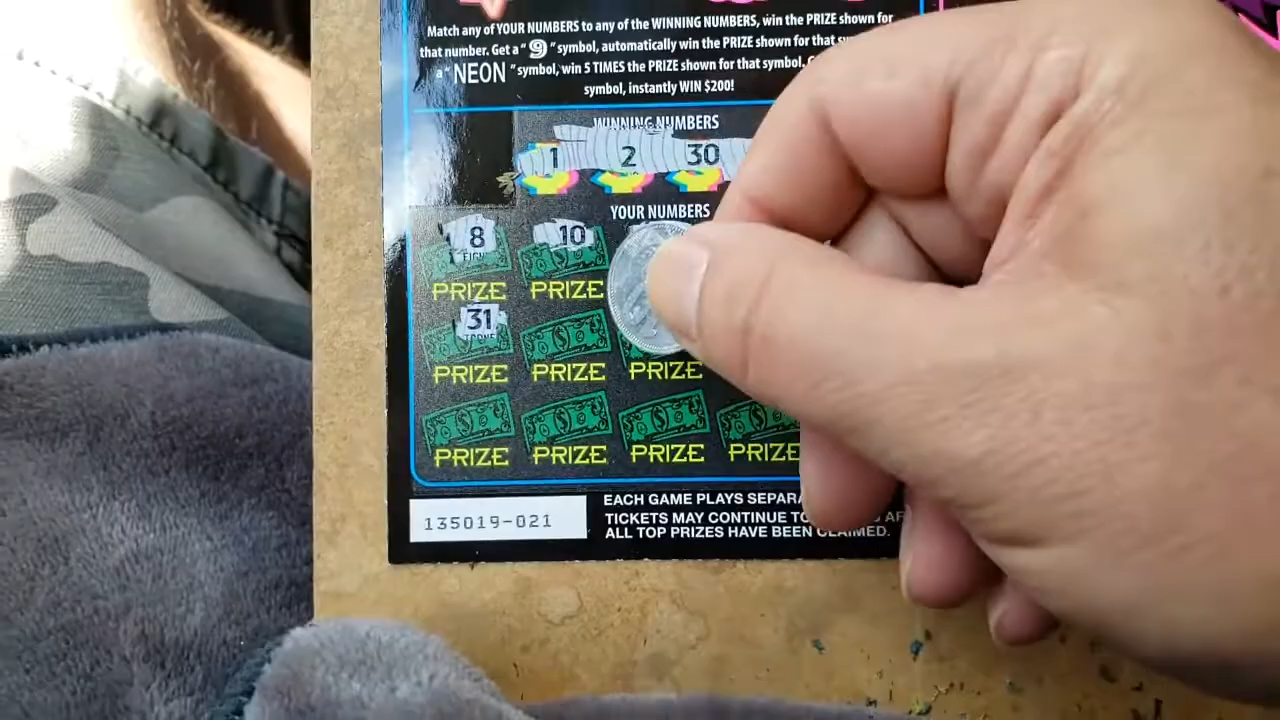 Match any of YOUR NUMBERS to any of the WINNING NUMBERS, win the PRIZE shown for
that number. Get a " 9 " symbol, automatically win the PRIZE shown for that
a " NEON " symbol, win 5 TIMES the PRIZE shown for that symbol.
symbol, instantly WIN $200!
WINNING NUMBERS
1 2 30
YOUR NUMBERS
8 10
PRIZE PRIZE
31
PRIZE PRIZE PRIZE
PRIZE PRIZE PRIZE PRIZE
135019-021
EACH GAME PLAYS
TICKETS MAY CONTINUE
ALL TOP PRIZES HAVE BEEN CLAIMED.